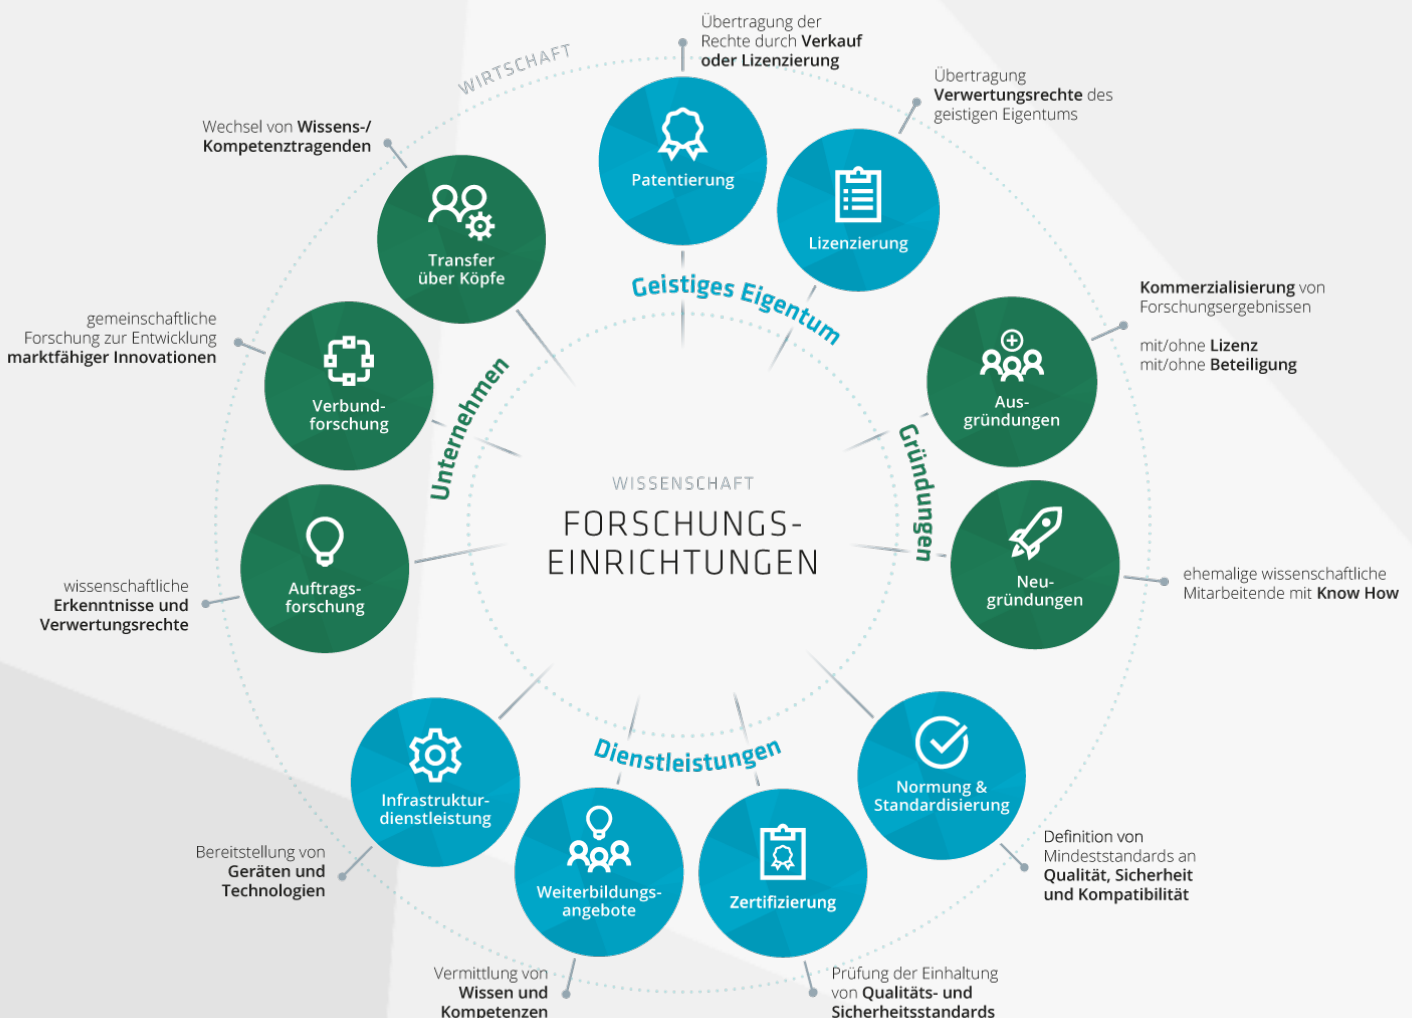 WIRTSCHAFT
Übertragung der
Rechte durch Verkauf
oder Lizenzierung
Patentierung
Übertragung
Verwertungsrechte des
geistigen Eigentums
Lizenzierung
Geistiges Eigentum
Kommerzialisierung von
Forschungsergebnissen
mit/ohne Lizenz
mit/ohne Beteiligung
Aus-
gründungen
Gründungen
Neu-
gründungen
ehemalige wissenschaftliche
Mitarbeitende mit Know How
Normung &
Standardisierung
Definition von
Mindeststandards an
Qualität, Sicherheit
und Kompatibilität
Dienstleistungen
Zertifizierung
Prüfung der Einhaltung
von Qualitäts- und
Sicherheitsstandards
Weiterbildungs-
angebote
Vermittlung von
Wissen und
Kompetenzen
Infrastruktur-
dienstleistung
Bereitstellung von
Geräten und
Technologien
Auftrags-
forschung
wissenschaftliche
Erkenntnisse und
Verwertungsrechte
Unternehmen
Verbund-
forschung
gemeinschaftliche
Forschung zur Entwicklung
marktfähiger Innovationen
Transfer
über Köpfe
Wechsel von Wissens-/
Kompetenztragenden
WISSENSCHAFT
FORSCHUNGS-
EINRICHTUNGEN